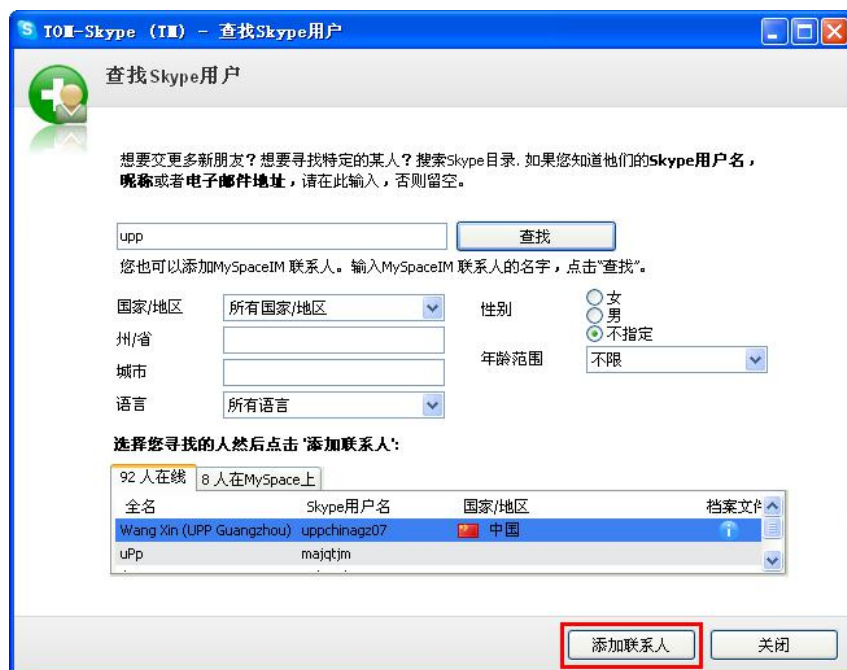 TOM-Skype (TM) - 查找Skype用户
查找Skype用户
想要交更多新朋友?想要寻找特定的某人?搜索Skype目录.如果您知道他们的Skype用户名，
昵称或者电子邮件地址，请在此输入，否则留空。
upp
查找
您也可以添加MySpaceIM 联系人。输入MySpaceIM 联系人的名字，点击"查找"。
国家/地区 所有国家/地区 性别 女
男
不指定
州/省
年龄范围 不限
城市
语言 所有语言
选择您寻找的人然后点击'添加联系人':
92 人在线 8 人在MySpace上
全名 Skype用户名 国家/地区 档案文件
Wang Xin (UPP Guangzhou) uppchinagz07 中国
uPp majqtjm
添加联系人 关闭